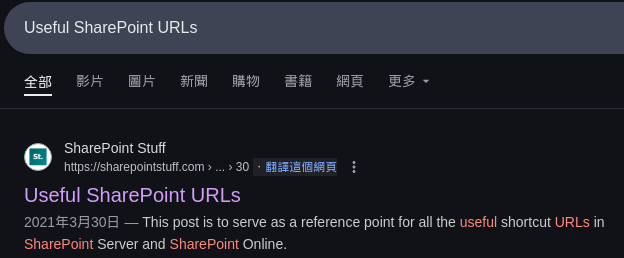 Useful SharePoint URLs
全部 影片 圖片 新聞 購物 書籍 網頁 更多
St.
SharePoint Stuff
https://sharepointstuff.com › ... › 30 · 翻譯這個網頁
Useful SharePoint URLs
2021年3月30日 — This post is to serve as a reference point for all the useful shortcut URLs in
SharePoint Server and SharePoint Online.